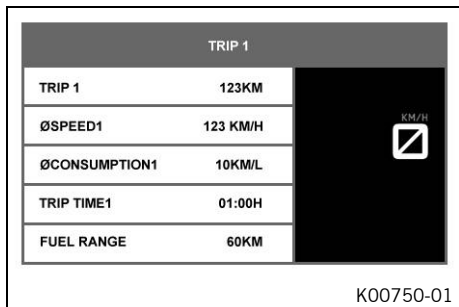 TRIP 1
TRIP 1 123KM
ØSPEED1 123 KM/H
ØCONSUMPTION1 10KM/L
TRIP TIME1 01:00H
FUEL RANGE 60KM
KM/H
0
K00750-01